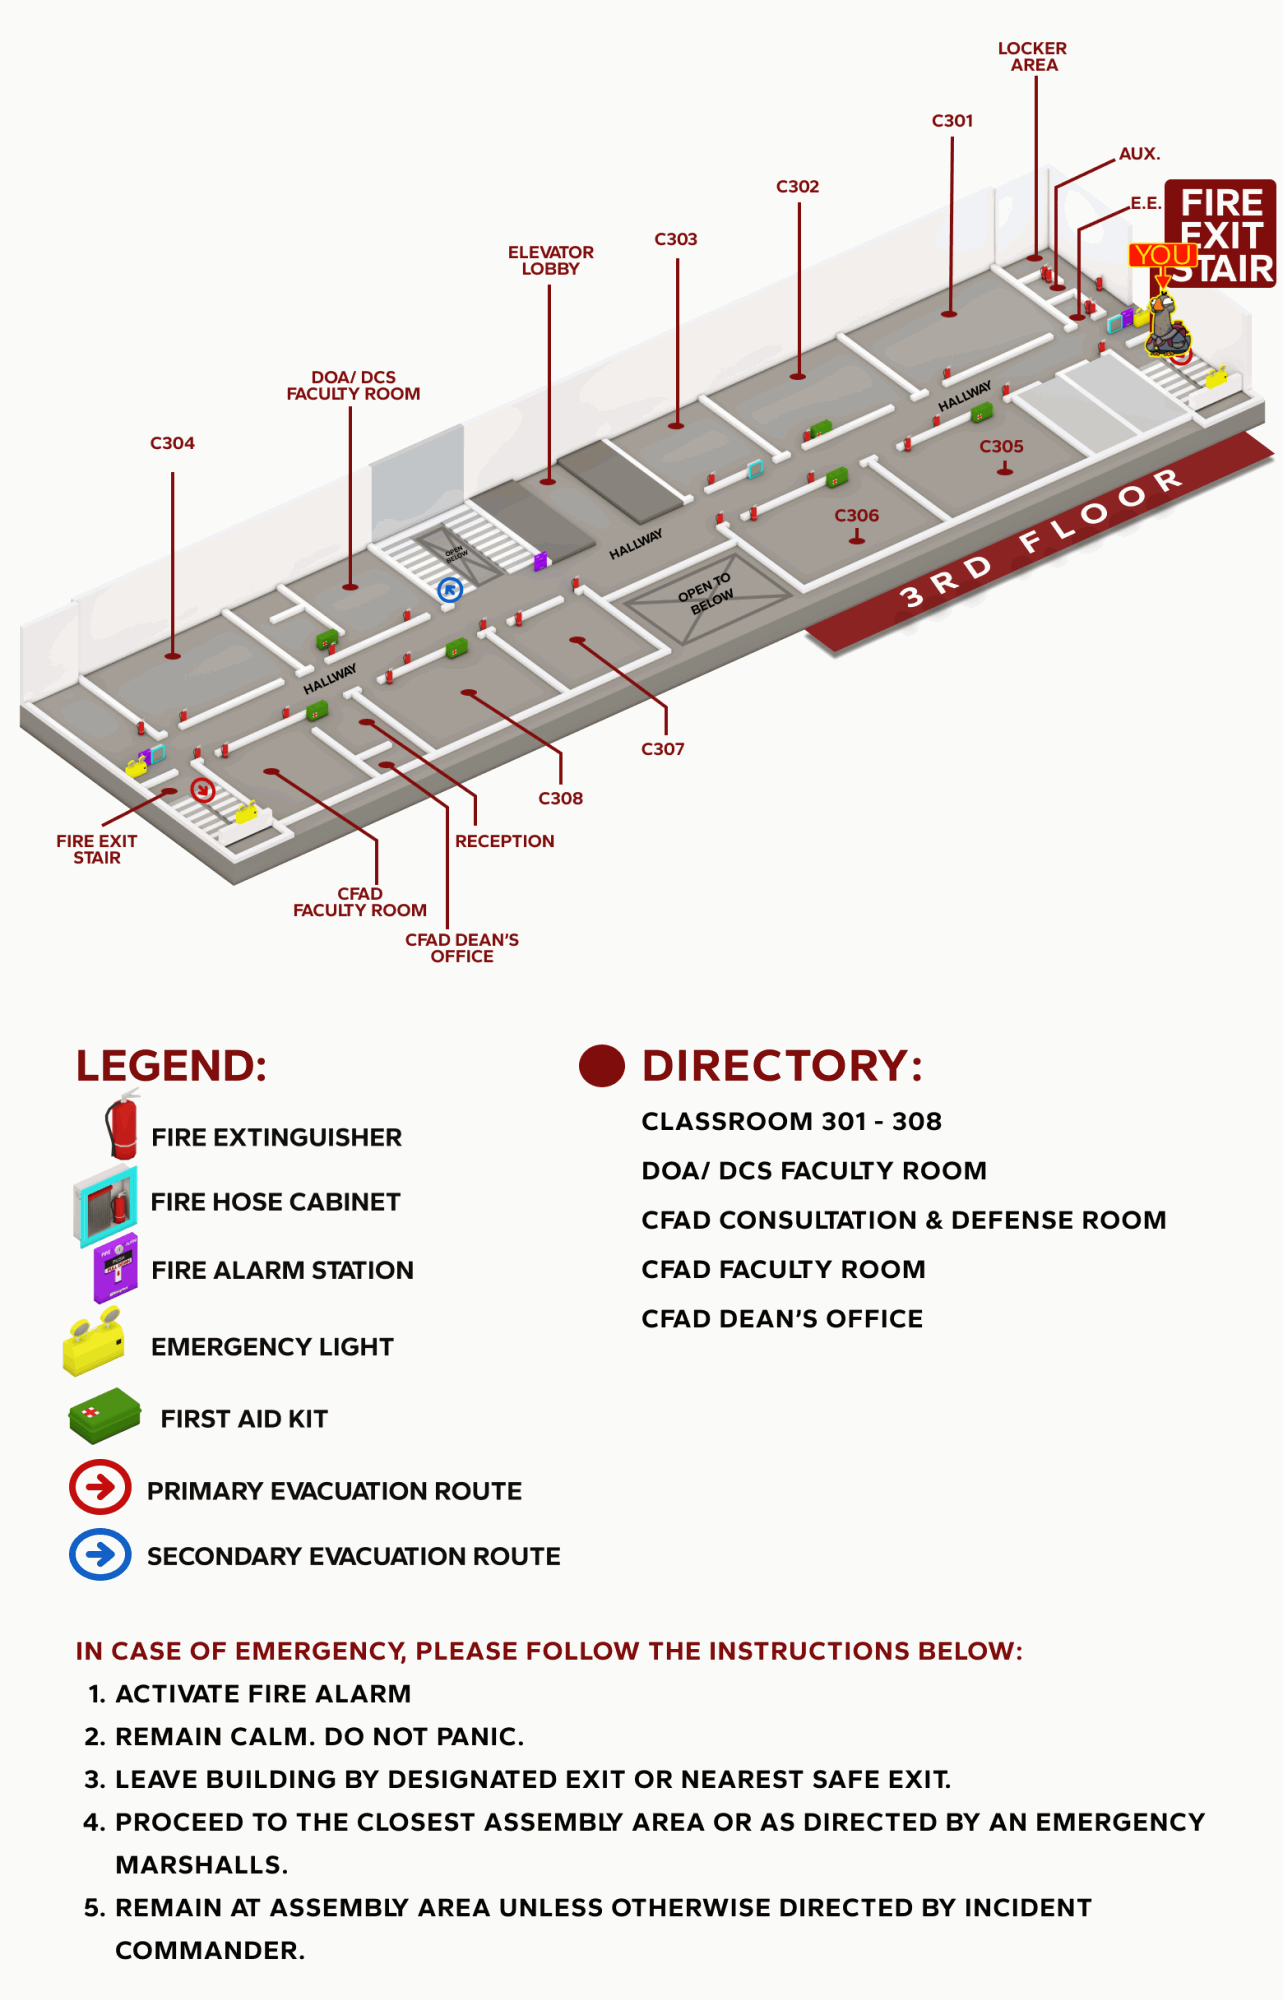 LOCKER
AREA
C301
AUX.
C302
E.E.
FIRE
EXIT
STAIR
YOU
C303
ELEVATOR
LOBBY
DOA/ DCS
FACULTY ROOM
C304
HALLWAY
C305
C306
3RD FLOOR
HALLWAY
OPEN
BELOW
OPEN TO
BELOW
HALLWAY
C307
C308
RECEPTION
FIRE EXIT
STAIR
CFAD
FACULTY ROOM
CFAD DEAN'S
OFFICE
LEGEND:
FIRE EXTINGUISHER
FIRE HOSE CABINET
FIRE ALARM STATION
EMERGENCY LIGHT
FIRST AID KIT
PRIMARY EVACUATION ROUTE
SECONDARY EVACUATION ROUTE
DIRECTORY:
CLASSROOM 301 - 308
DOA/ DCS FACULTY ROOM
CFAD CONSULTATION & DEFENSE ROOM
CFAD FACULTY ROOM
CFAD DEAN'S OFFICE
IN CASE OF EMERGENCY, PLEASE FOLLOW THE INSTRUCTIONS BELOW:
1. ACTIVATE FIRE ALARM
2. REMAIN CALM. DO NOT PANIC.
3. LEAVE BUILDING BY DESIGNATED EXIT OR NEAREST SAFE EXIT.
4. PROCEED TO THE CLOSEST ASSEMBLY AREA OR AS DIRECTED BY AN EMERGENCY
MARSHALLS.
5. REMAIN AT ASSEMBLY AREA UNLESS OTHERWISE DIRECTED BY INCIDENT
COMMANDER.